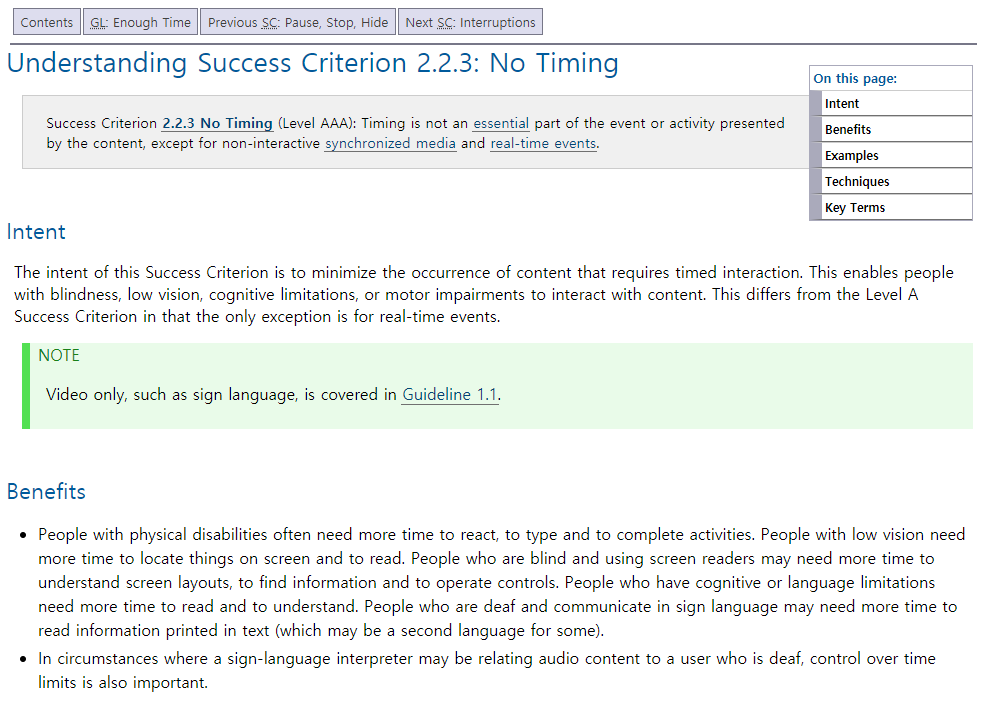 Contents GL: Enough Time Previous SC: Pause, Stop, Hide Next SC: Interruptions
Understanding Success Criterion 2.2.3: No Timing
On this page:
Intent
Benefits
Examples
Techniques
Key Terms
Success Criterion 2.2.3 No Timing (Level AAA): Timing is not an essential part of the event or activity presented
by the content, except for non-interactive synchronized media and real-time events.
Intent
The intent of this Success Criterion is to minimize the occurrence of content that requires timed interaction. This enables people
with blindness, low vision, cognitive limitations, or motor impairments to interact with content. This differs from the Level A
Success Criterion in that the only exception is for real-time events.
NOTE
Video only, such as sign language, is covered in Guideline 1.1.
Benefits
• People with physical disabilities often need more time to react, to type and to complete activities. People with low vision need
more time to locate things on screen and to read. People who are blind and using screen readers may need more time to
understand screen layouts, to find information and to operate controls. People who have cognitive or language limitations
need more time to read and to understand. People who are deaf and communicate in sign language may need more time to
read information printed in text (which may be a second language for some).
• In circumstances where a sign-language interpreter may be relating audio content to a user who is deaf, control over time
limits is also important.